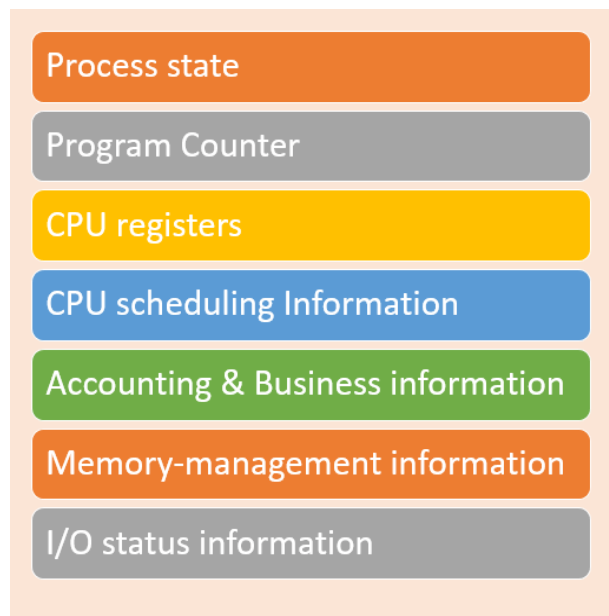 Process state
Program Counter
CPU registers
CPU scheduling Information
Accounting & Business information
Memory-management information
I/O status information